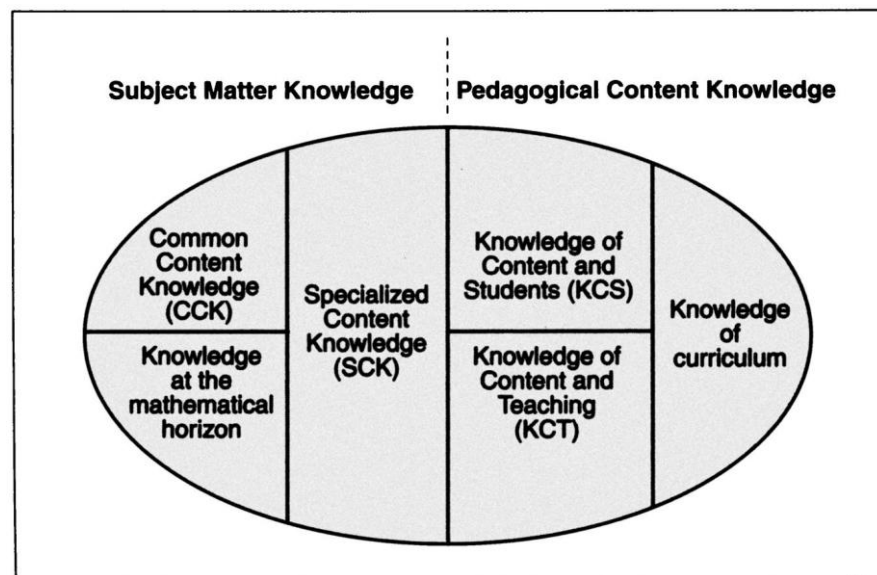 Subject Matter Knowledge
Pedagogical Content Knowledge
Common
Content
Knowledge
(CCK)
Knowledge
at the
mathematical
horizon
Specialized
Content
Knowledge
(SCK)
Knowledge of
Content and
Students (KCS)
Knowledge of
Content and
Teaching
(KCT)
Knowledge
of
curriculum